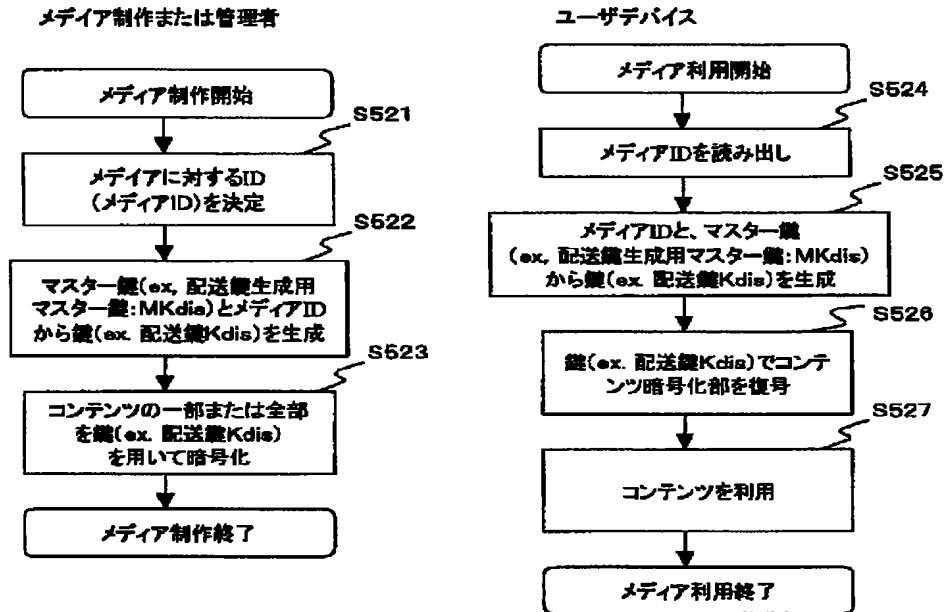 メデイア制作または管理者
メディア制作開始
S521
メデイアに対するID
(メディアID)を決定
S522
マスター鍵(ex, 配送鍵生成用
マスター鍵:MKdis)とメディアID
から鍵(ex. 配送鍵Kdis)を生成
S523
コンテンツの一部または全部
を鍵(ex. 配送鍵Kdis)
を用いて暗号化
メディア制作終了
ユーザデバイス
メディア利用開始
S524
メディアIDを読み出し
S525
メディアIDと、マスター鍵
(ex, 配送鍵生成用マスター鍵:MKdis)
から鍵(ex. 配送鍵Kdis)を生成
S526
鍵(ex. 配送鍵Kdis)でコンテ
ンツ暗号化部を復号
S527
コンテンツを利用
メディア利用終了